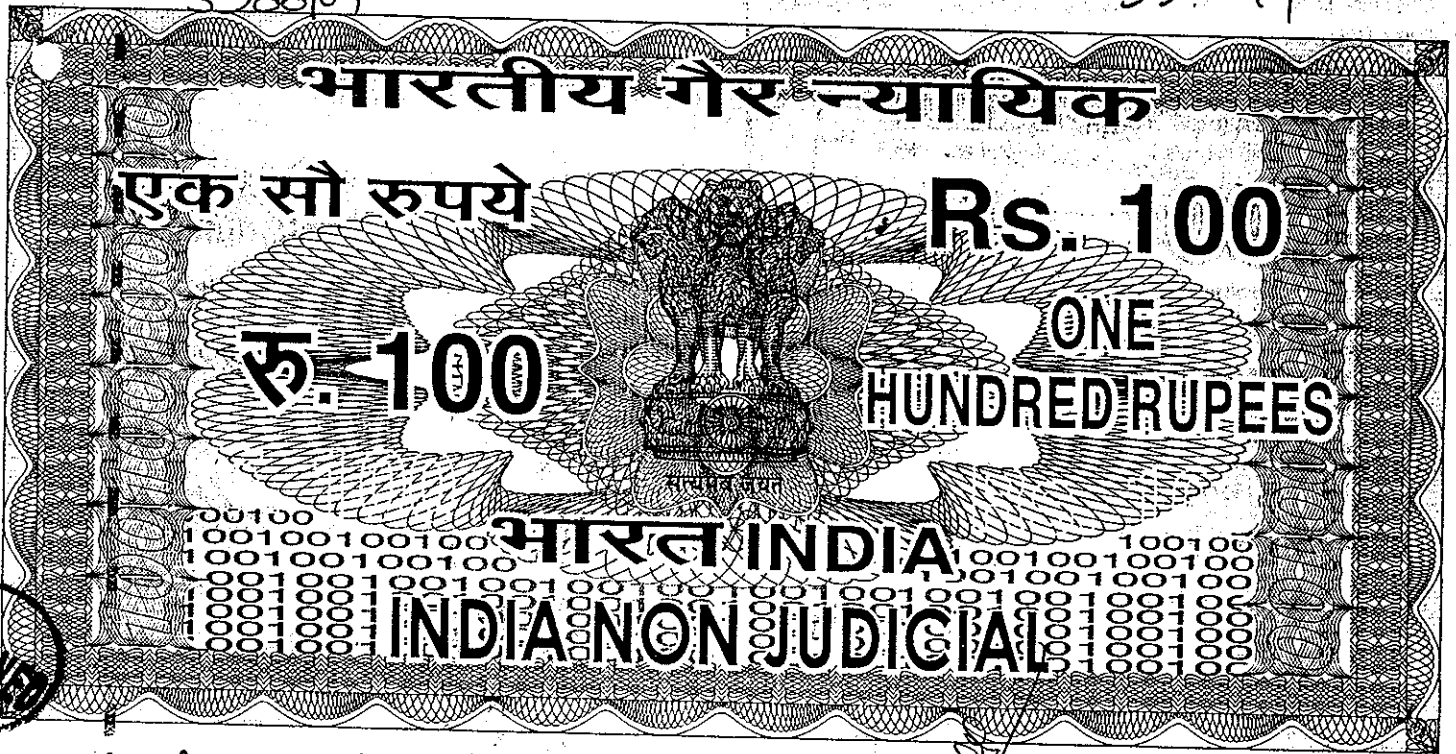 भारतीय गैर न्यायिक
एक सौ रुपये
Rs. 100
रु. 100
ONE
HUNDRED RUPEES
सत्यमेव जयते
भारत INDIA
INDIA NON JUDICIAL